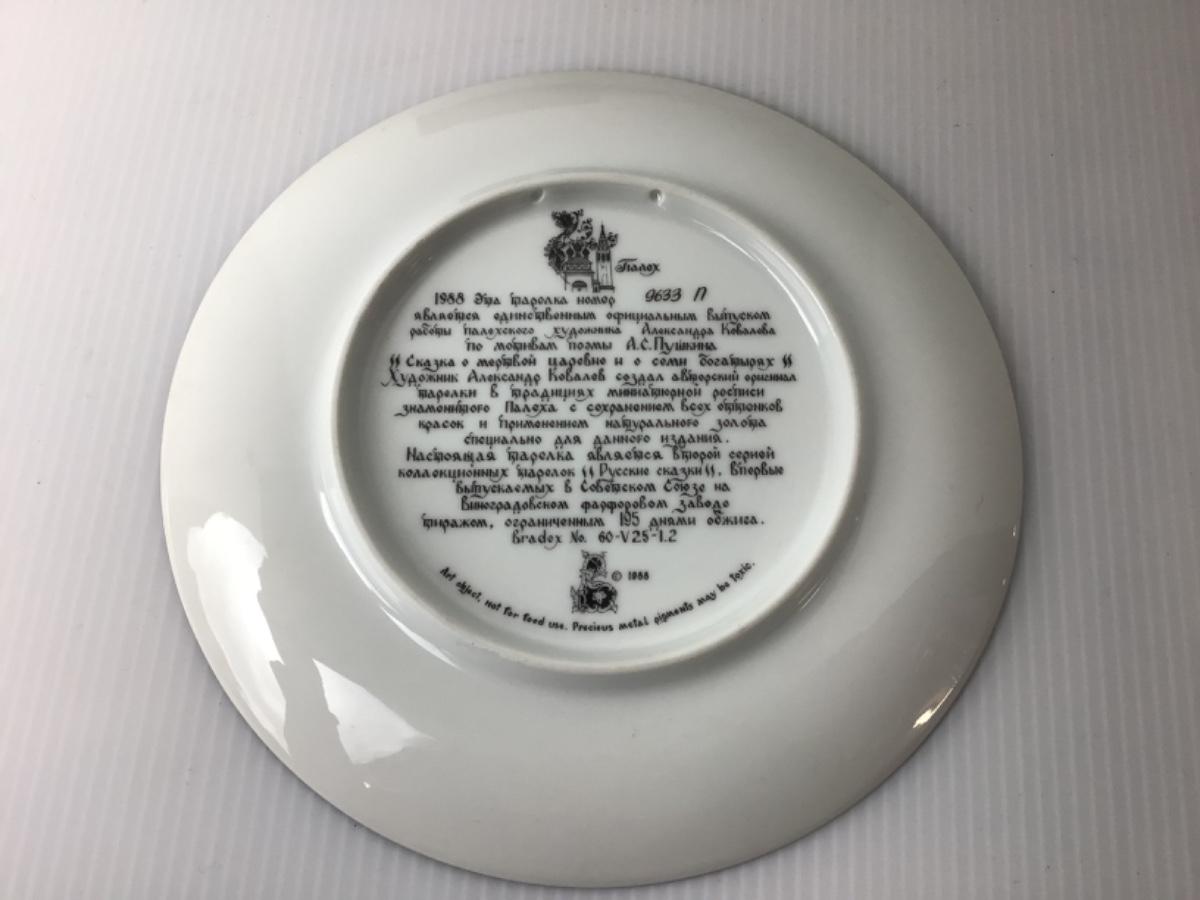 Палех
1988 Эта тарелка номер 9633 П
является единственным официальным выпуском
работы палехского художника Александра Ковалева
по мотивам поэмы А.С.Пушкина
"Сказка о мертвой царевне и о семи богатырях"
Художник Александр Ковалев создал авторский оригинал
тарелки в традициях миниатюрной росписи
знаменитого Палеха с сохранением всех оттенков
красок и применением натурального золота
специально для данного издания.
Настоящая тарелка является второй серией
коллекционных тарелок "Русские сказки", впервые
выпускаемых в Советском Союзе на
Виноградовском фарфоровом заводе
тиражом, ограниченным 195 днями обжига.
Bradex No. 60-V25-1.2
© 1988
Art object, not for food use. Precious metal pigments may be toxic.